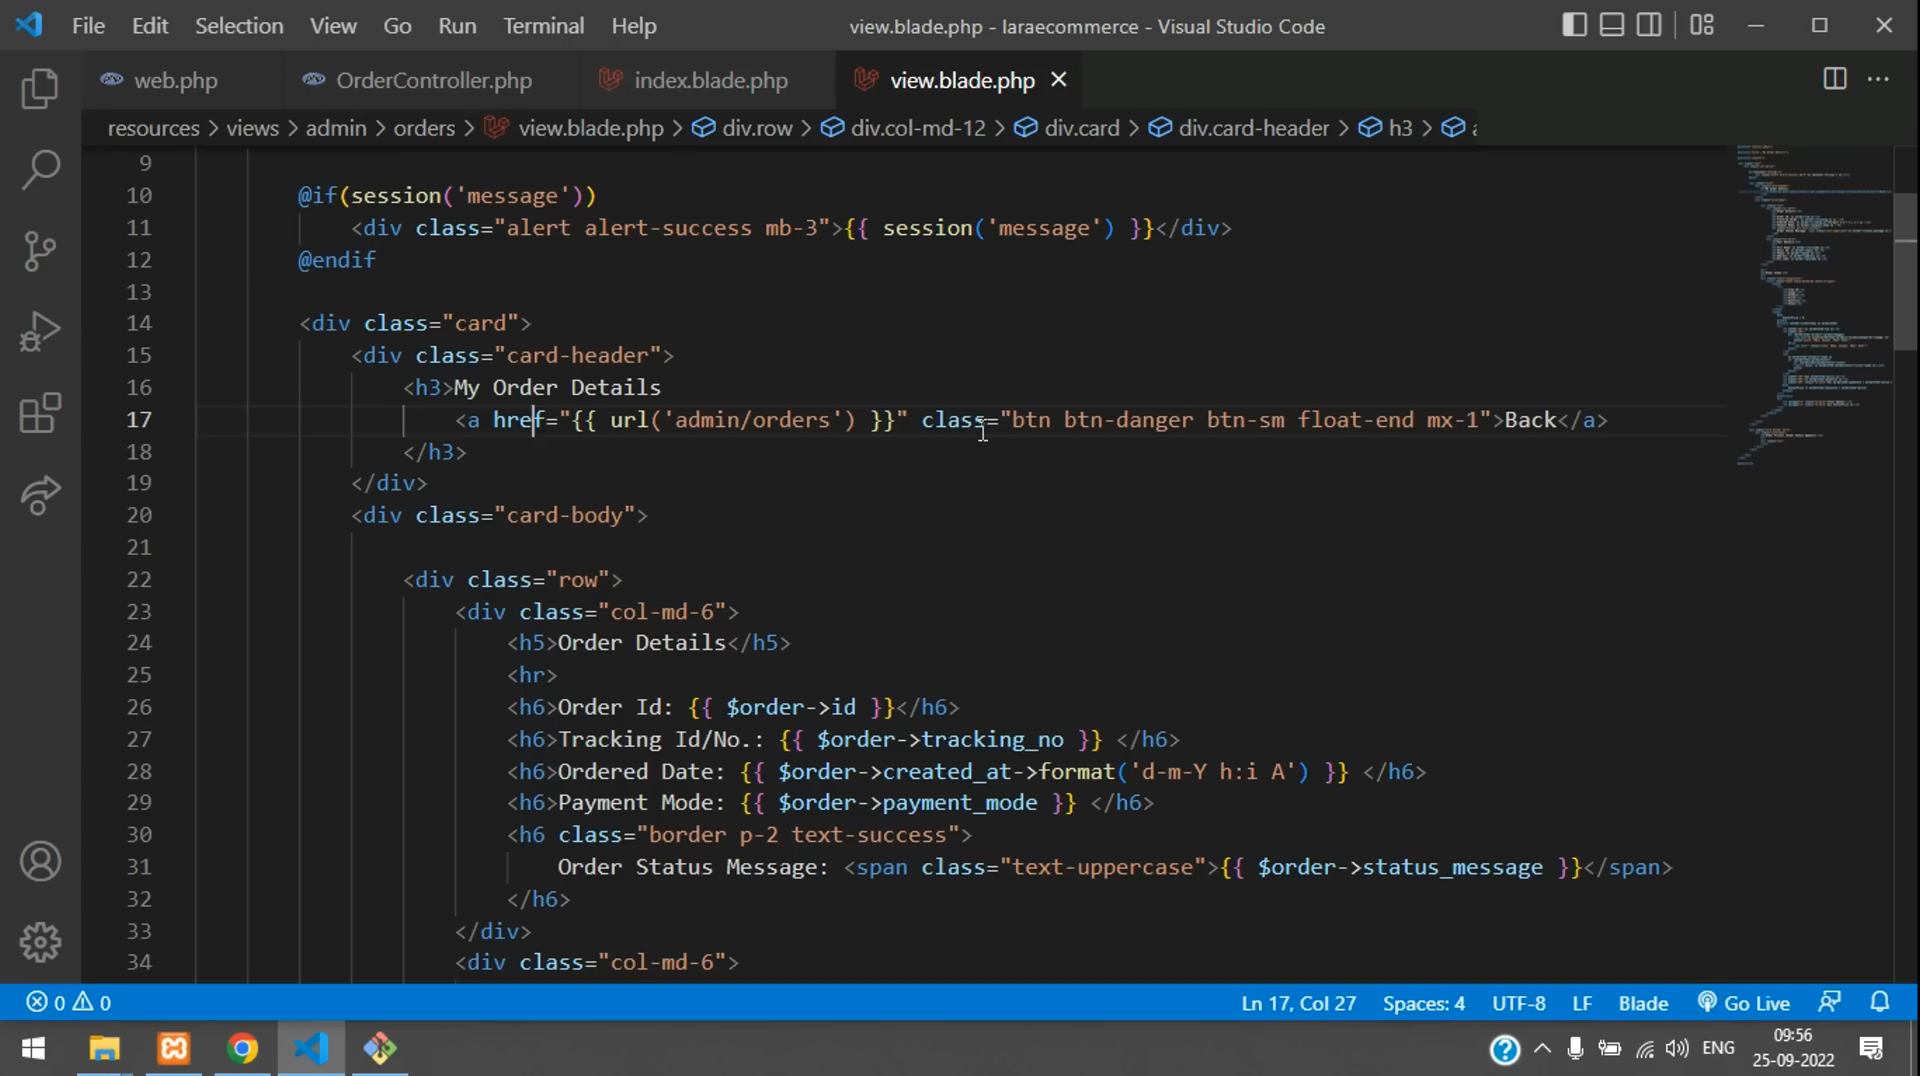 File Edit Selection View Go Run Terminal Help view.blade.php - laraecommerce - Visual Studio Code
web.php OrderController.php index.blade.php view.blade.php
resources > views > admin > orders > view.blade.php > div.row > div.col-md-12 > div.card > div.card-header > h3 >
9
10 @if(session('message'))
11 <div class="alert alert-success mb-3">{{ session('message') }}</div>
12 @endif
13
14 <div class="card">
15 <div class="card-header">
16 <h3>My Order Details
17 <a href="{{ url('admin/orders') }}" class="btn btn-danger btn-sm float-end mx-1">Back</a>
18 </h3>
19 </div>
20 <div class="card-body">
21
22 <div class="row">
23 <div class="col-md-6">
24 <h5>Order Details</h5>
25 <hr>
26 <h6>Order Id: {{ $order->id }}</h6>
27 <h6>Tracking Id/No.: {{ $order->tracking_no }} </h6>
28 <h6>Ordered Date: {{ $order->created_at->format('d-m-Y h:i A') }} </h6>
29 <h6>Payment Mode: {{ $order->payment_mode }} </h6>
30 <h6 class="border p-2 text-success">
31 Order Status Message: <span class="text-uppercase">{{ $order->status_message }}</span>
32 </h6>
33 </div>
34 <div class="col-md-6">
0 0 Ln 17, Col 27 Spaces: 4 UTF-8 LF Blade Go Live
ENG 09:56
25-09-2022